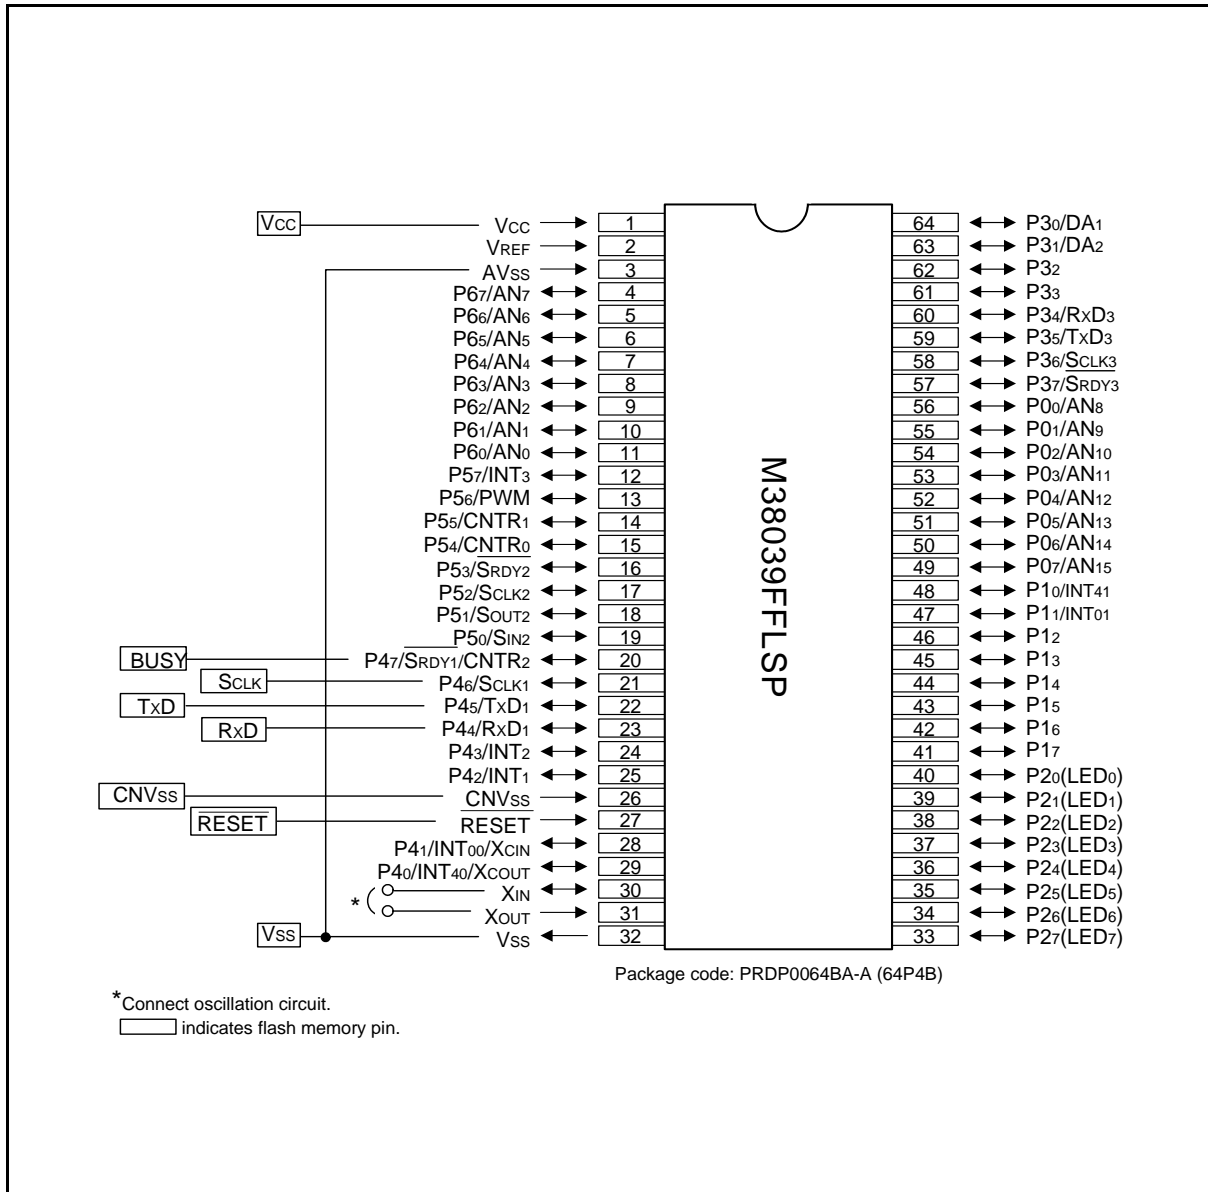 Vcc Vcc 1 64 P30/DA1
VREF 2 63 P31/DA2
AVss 3 62 P32
P67/AN7 4 61 P33
P66/AN6 5 60 P34/RxD3
P65/AN5 6 59 P35/TxD3
P64/AN4 7 58 P36/SCLK3
P63/AN3 8 57 P37/SRDY3
P62/AN2 9 56 P00/AN8
P61/AN1 10 55 P01/AN9
P60/AN0 11 54 P02/AN10
P57/INT3 12 53 P03/AN11
P56/PWM 13 52 P04/AN12
P55/CNTR1 14 51 P05/AN13
P54/CNTR0 15 50 P06/AN14
P53/SRDY2 16 49 P07/AN15
P52/SCLK2 17 48 P10/INT41
P51/SOUT2 18 47 P11/INT01
P50/SIN2 19 46 P12
BUSY P47/SRDY1/CNTR2 20 45 P13
SCLK P46/SCLK1 21 44 P14
TxD P45/TxD1 22 43 P15
RxD P44/RxD1 23 42 P16
P43/INT2 24 41 P17
P42/INT1 25 40 P20(LED0)
CNVss CNVss 26 39 P21(LED1)
RESET RESET 27 38 P22(LED2)
P41/INT00/XCIN 28 37 P23(LED3)
P40/INT40/XCOUT 29 36 P24(LED4)
* XIN 30 35 P25(LED5)
XOUT 31 34 P26(LED6)
Vss Vss 32 33 P27(LED7)
M38039FFLSP
Package code: PRDP0064BA-A (64P4B)
*Connect oscillation circuit.
indicates flash memory pin.